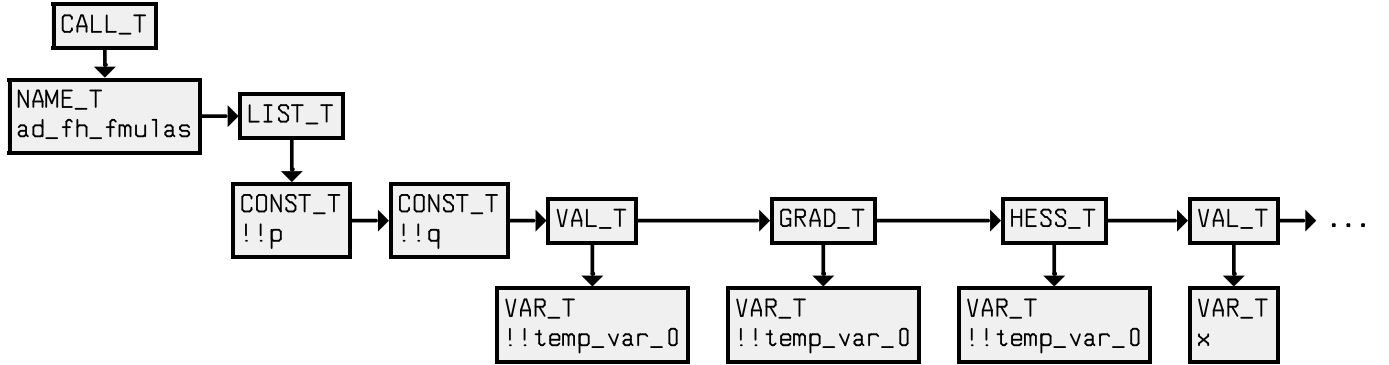 CALL_T
NAME_T
ad_fh_fmulas
LIST_T
CONST_T
!!p
CONST_T
!!q
VAL_T
GRAD_T
HESS_T
VAL_T
...
VAR_T
!!temp_var_0
VAR_T
!!temp_var_0
VAR_T
!!temp_var_0
VAR_T
x